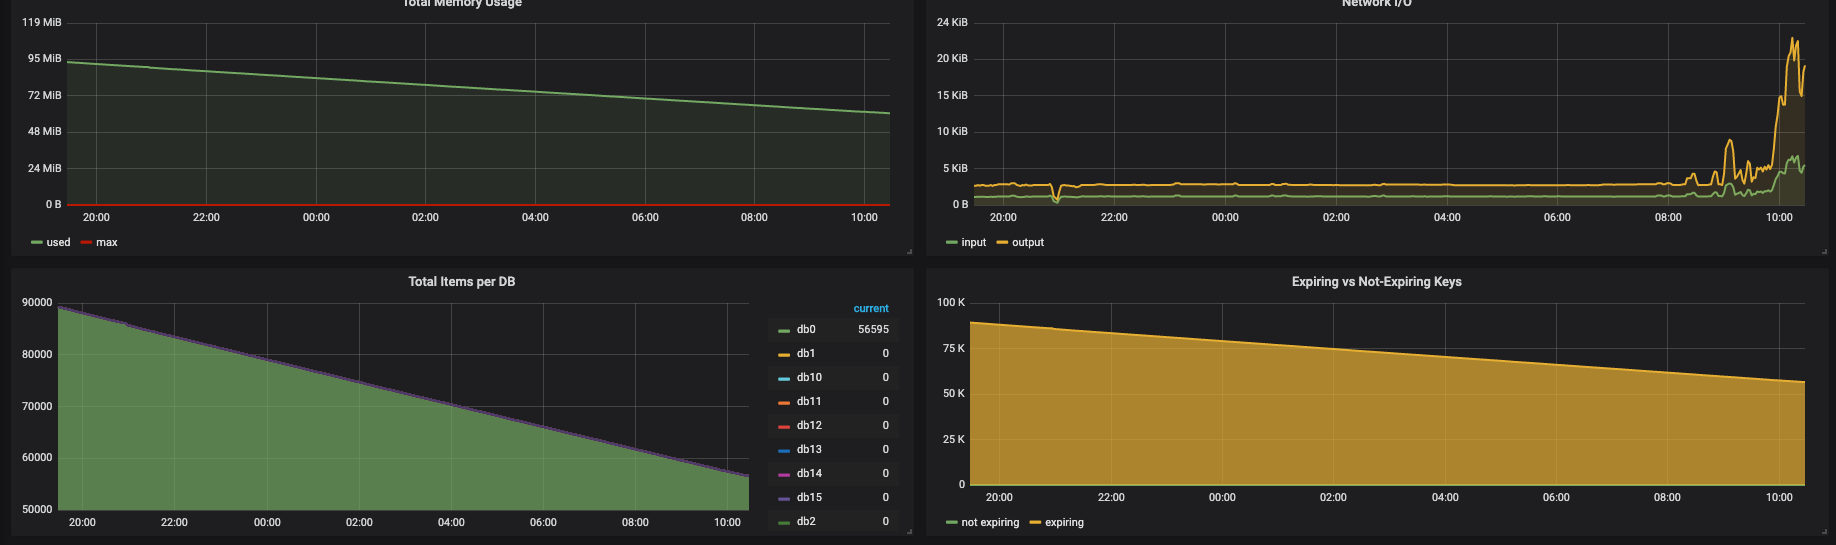 Total Memory Usage
119 MiB
95 MiB
72 MiB
48 MiB
24 MiB
0 B
20:00 22:00 00:00 02:00 04:00 06:00 08:00 10:00
used max
Network I/O
24 KiB
20 KiB
15 KiB
10 KiB
5 KiB
0 B
20:00 22:00 00:00 02:00 04:00 06:00 08:00 10:00
input output
Total Items per DB
90000
80000
70000
60000
50000
20:00 22:00 00:00 02:00 04:00 06:00 08:00 10:00
current
db0 56595
db1 0
db10 0
db11 0
db12 0
db13 0
db14 0
db15 0
db2 0
Expiring vs Not-Expiring Keys
100 K
75 K
50 K
25 K
0
20:00 22:00 00:00 02:00 04:00 06:00 08:00 10:00
not expiring expiring